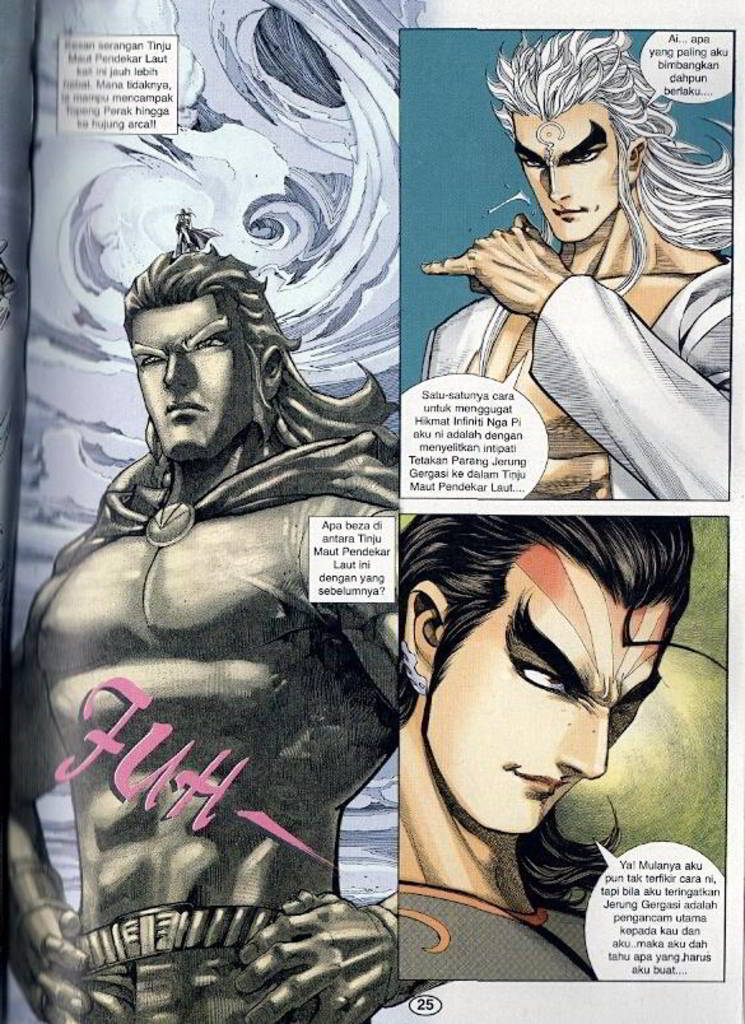 Kesan serangan Tinju
Maut Pendekar Laut
kali ini jauh lebih
hebat. Mana tidaknya,
ia mampu mencampak
Topeng Perak hingga
ke hujung arca!!
Ai... apa
yang paling aku
bimbangkan
dahpun
berlaku....
Satu-satunya cara
untuk menggugat
Hikmat Infiniti Nga Pi
aku ni adalah dengan
menyelitkan intipati
Tetakan Parang Jerung
Gergasi ke dalam Tinju
Maut Pendekar Laut....
Apa beza di
antara Tinju
Maut Pendekar
Laut ini
dengan yang
sebelumnya?
FUH
Ya! Mulanya aku
pun tak terfikir cara ni,
tapi bila aku teringatkan
Jerung Gergasi adalah
pengancam utama
kepada kau dan
aku..maka aku dah
tahu apa yang harus
aku buat....
25